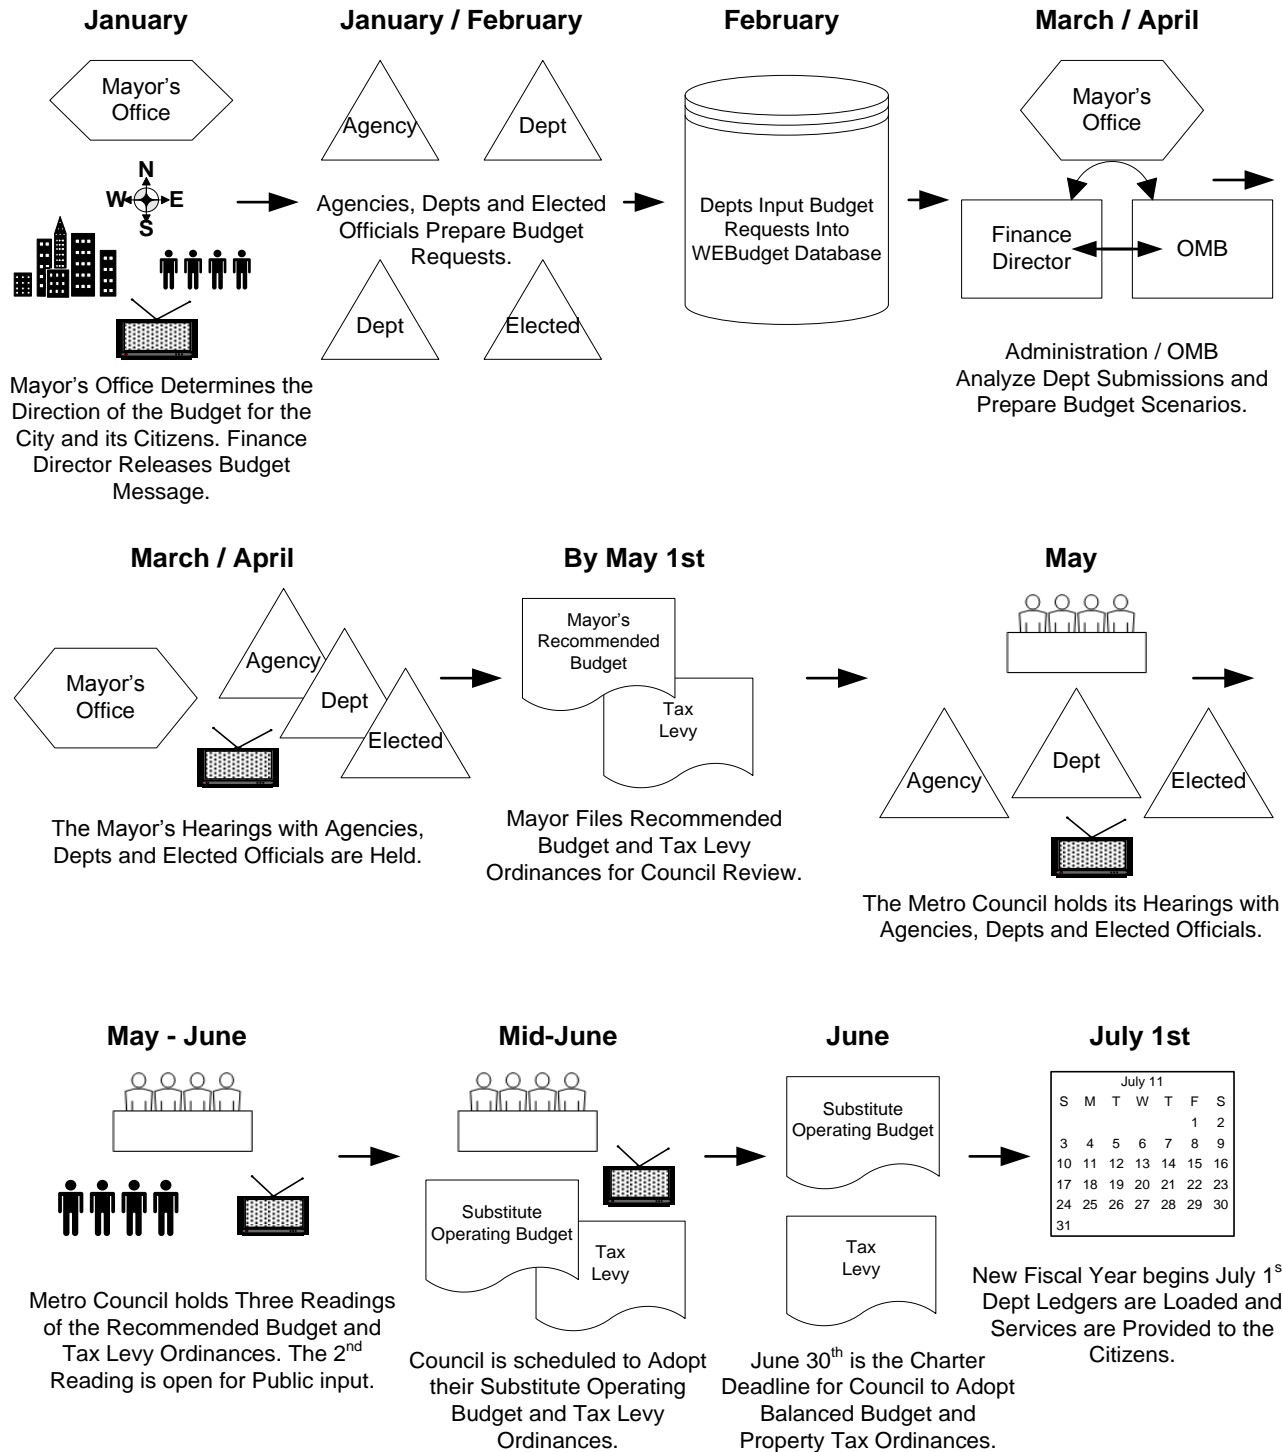 January
January / February
February
March / April
Mayor's
Office
N
W E
S
Mayor's Office Determines the
Direction of the Budget for the
City and its Citizens. Finance
Director Releases Budget
Message.
Agency
Dept
Agencies, Depts and Elected
Officials Prepare Budget
Requests.
Dept
Elected
Depts Input Budget
Requests Into
WEBudget Database
Mayor's
Office
Finance
Director
OMB
Administration / OMB
Analyze Dept Submissions and
Prepare Budget Scenarios.
March / April
By May 1st
May
Mayor's
Office
Agency
Dept
Elected
The Mayor's Hearings with Agencies,
Depts and Elected Officials are Held.
Mayor's
Recommended
Budget
Tax
Levy
Mayor Files Recommended
Budget and Tax Levy
Ordinances for Council Review.
Agency
Dept
Elected
The Metro Council holds its Hearings with
Agencies, Depts and Elected Officials.
May - June
Mid-June
June
July 1st
Metro Council holds Three Readings
of the Recommended Budget and
Tax Levy Ordinances. The 2nd
Reading is open for Public input.
Substitute
Operating Budget
Tax
Levy
Council is scheduled to Adopt
their Substitute Operating
Budget and Tax Levy
Ordinances.
Substitute
Operating Budget
Tax
Levy
June 30th is the Charter
Deadline for Council to Adopt
Balanced Budget and
Property Tax Ordinances.
July 11
S M T W T F S
1 2
3 4 5 6 7 8 9
10 11 12 13 14 15 16
17 18 19 20 21 22 23
24 25 26 27 28 29 30
31
New Fiscal Year begins July 1s
Dept Ledgers are Loaded and
Services are Provided to the
Citizens.